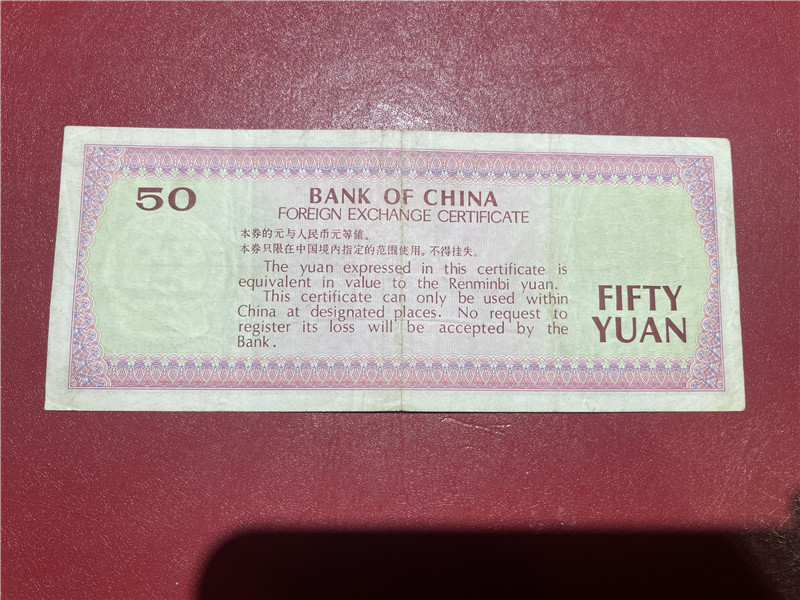 50
BANK OF CHINA
FOREIGN EXCHANGE CERTIFICATE
本券的元与人民币元等值。
本券只限在中国境内指定的范围使用。不得挂失。
The yuan expressed in this certificate is
equivalent in value to the Renminbi yuan.
This certificate can only be used within
China at designated places. No request to
register its loss will be accepted by the
Bank.
FIFTY
YUAN